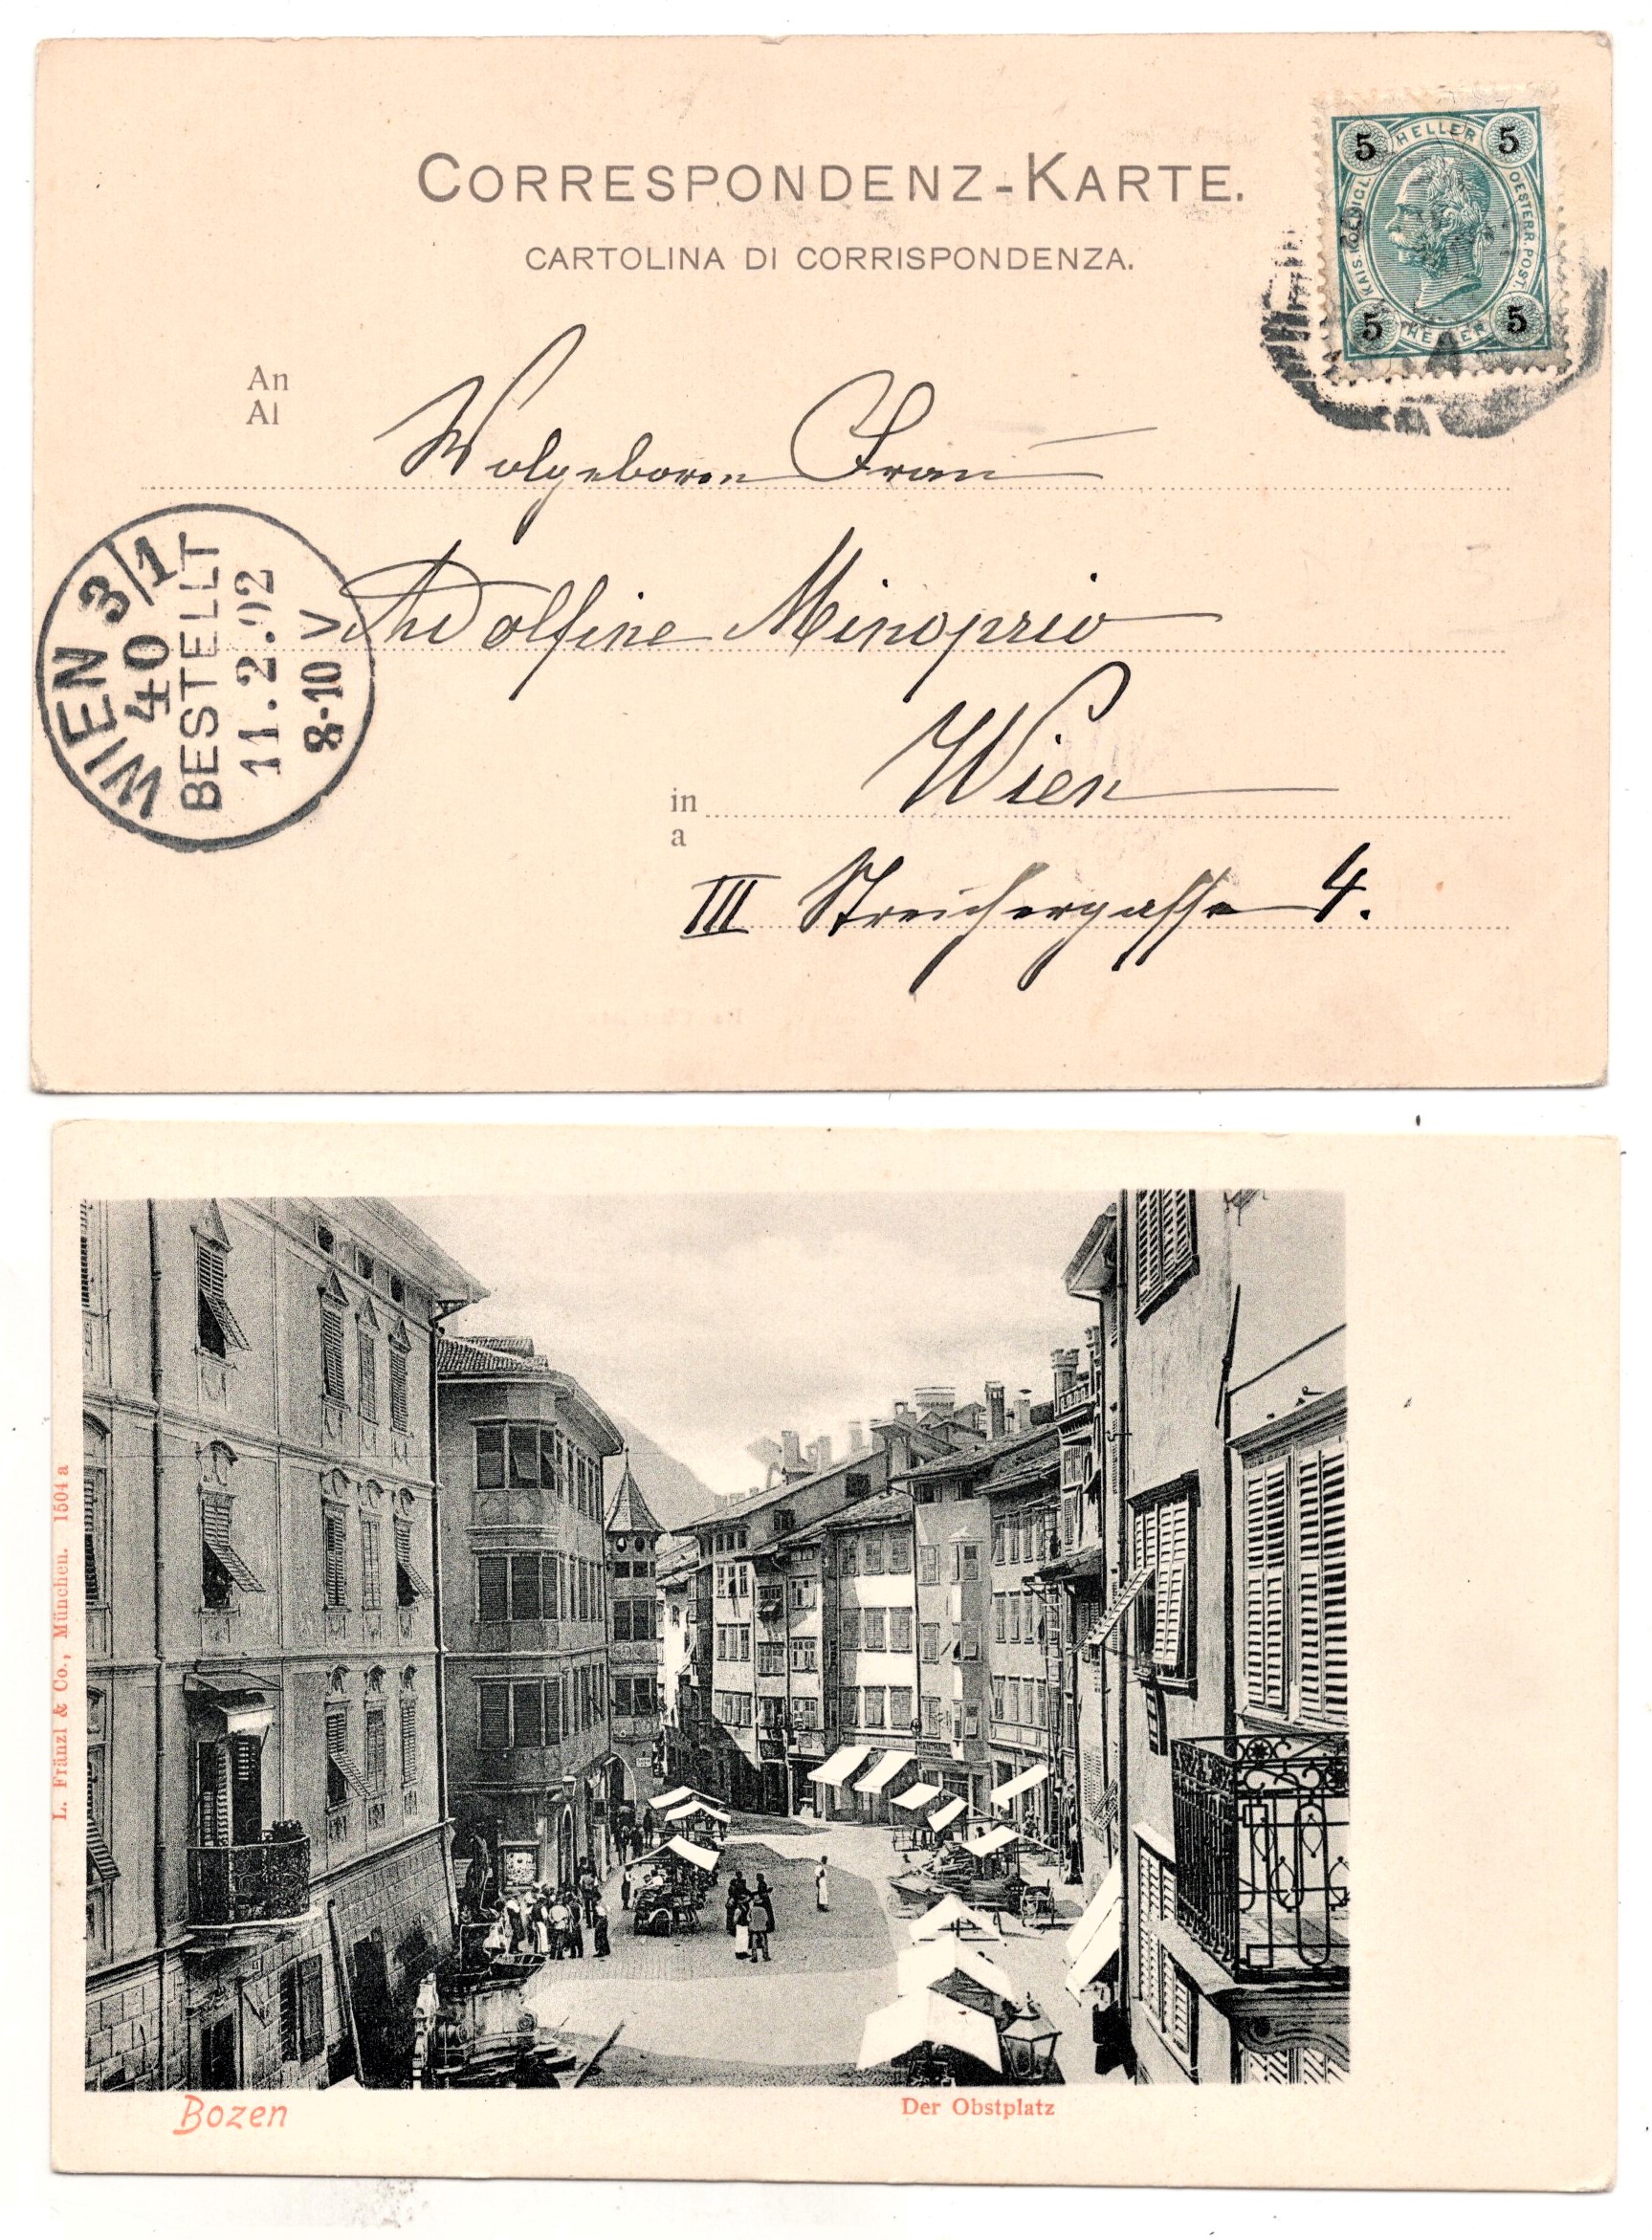 CORRESPONDENZ-KARTE.
CARTOLINA DI CORRISPONDENZA.
5 HELLER 5
KAIS. KOENIGL.
OESTERR. POST.
5 HELLER 5
An
Al
Wolgeboren Frau
Adolfine Minoprio
in
a
Wien
III Streichergasse 4.
WIEN 3/1
40
BESTELLT
11.2.02
8-10 V
L. Fränzl & Co., München. 1504 a
Bozen
Der Obstplatz